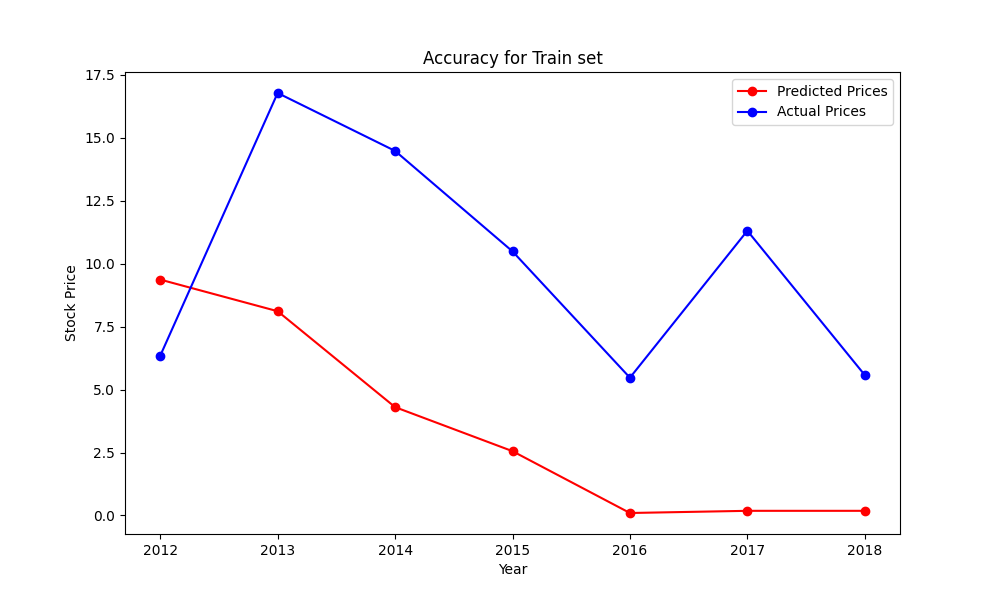 Accuracy for Train set
Predicted Prices
Actual Prices
17.5
15.0
12.5
10.0
7.5
5.0
2.5
0.0
Stock Price
2012 2013 2014 2015 2016 2017 2018
Year